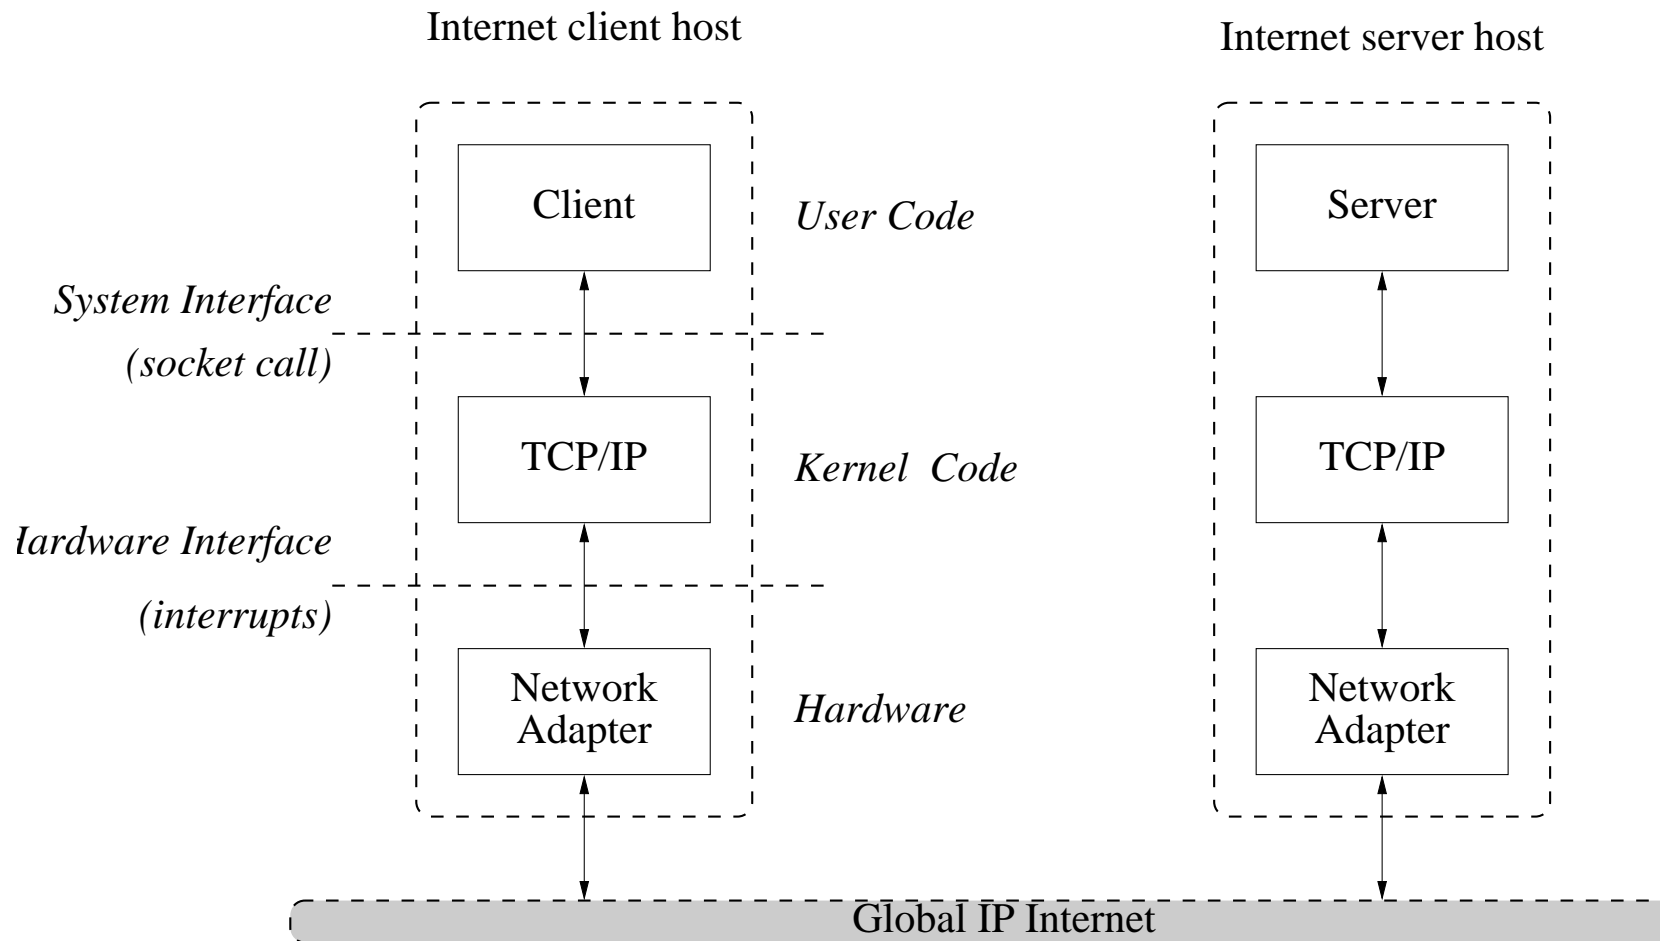 Internet client host
Internet server host
Client
User Code
Server
System Interface
(socket call)
TCP/IP
Kernel Code
TCP/IP
Hardware Interface
(interrupts)
Network
Adapter
Hardware
Network
Adapter
Global IP Internet